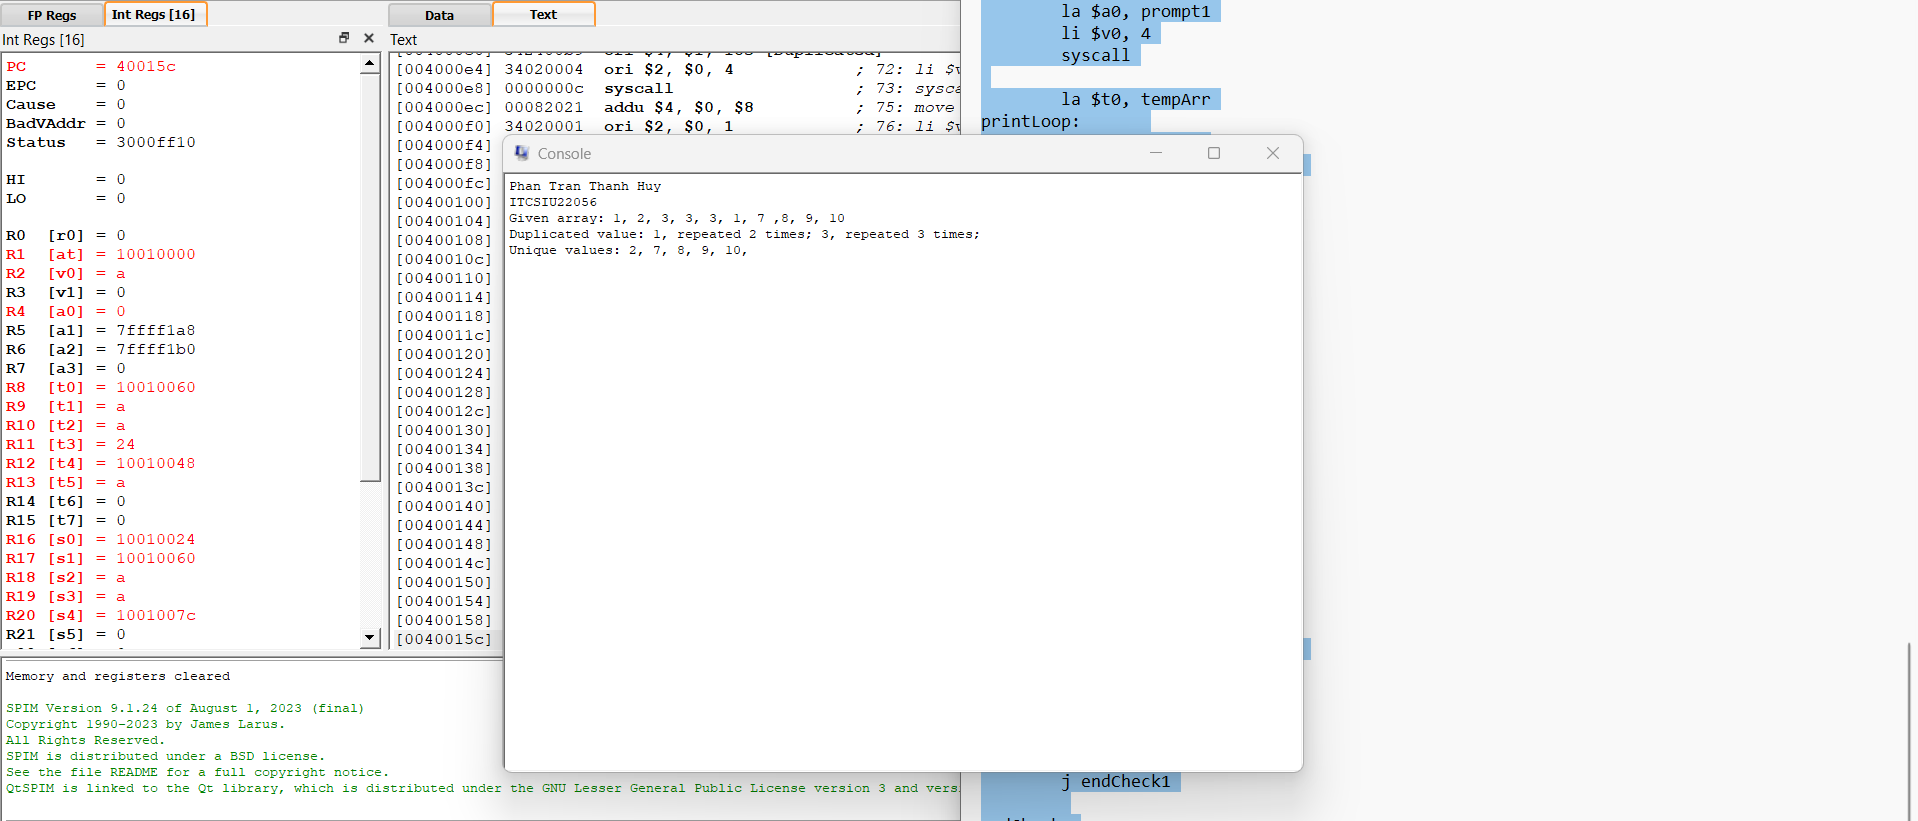 FP Regs
Int Regs [16]
Data
Text
Int Regs [16]
Text
PC = 40015c
EPC = 0
Cause = 0
BadVAddr = 0
Status = 3000ff10
HI = 0
LO = 0
R0 [r0] = 0
R1 [at] = 10010000
R2 [v0] = a
R3 [v1] = 0
R4 [a0] = 0
R5 [a1] = 7ffff1a8
R6 [a2] = 7ffff1b0
R7 [a3] = 0
R8 [t0] = 10010060
R9 [t1] = a
R10 [t2] = a
R11 [t3] = 24
R12 [t4] = 10010048
R13 [t5] = a
R14 [t6] = 0
R15 [t7] = 0
R16 [s0] = 10010024
R17 [s1] = 10010060
R18 [s2] = a
R19 [s3] = a
R20 [s4] = 1001007c
R21 [s5] = 0
[004000e4] 34020004 ori $2, $0, 4 ; 72: li $v
[004000e8] 0000000c syscall ; 73: sysca
[004000ec] 00082021 addu $4, $0, $8 ; 75: move
[004000f0] 34020001 ori $2, $0, 1 ; 76: li $v
[004000f4]
[004000f8]
[004000fc]
[00400100]
[00400104]
[00400108]
[0040010c]
[00400110]
[00400114]
[00400118]
[0040011c]
[00400120]
[00400124]
[00400128]
[0040012c]
[00400130]
[00400134]
[00400138]
[0040013c]
[00400140]
[00400144]
[00400148]
[0040014c]
[00400150]
[00400154]
[00400158]
[0040015c]
Console
Phan Tran Thanh Huy
ITCSIU22056
Given array: 1, 2, 3, 3, 3, 1, 7 ,8, 9, 10
Duplicated value: 1, repeated 2 times; 3, repeated 3 times;
Unique values: 2, 7, 8, 9, 10,
la $a0, prompt1
li $v0, 4
syscall
la $t0, tempArr
printLoop:
j endCheck1
Memory and registers cleared
SPIM Version 9.1.24 of August 1, 2023 (final)
Copyright 1990-2023 by James Larus.
All Rights Reserved.
SPIM is distributed under a BSD license.
See the file README for a full copyright notice.
QtSPIM is linked to the Qt library, which is distributed under the GNU Lesser General Public License version 3 and vers